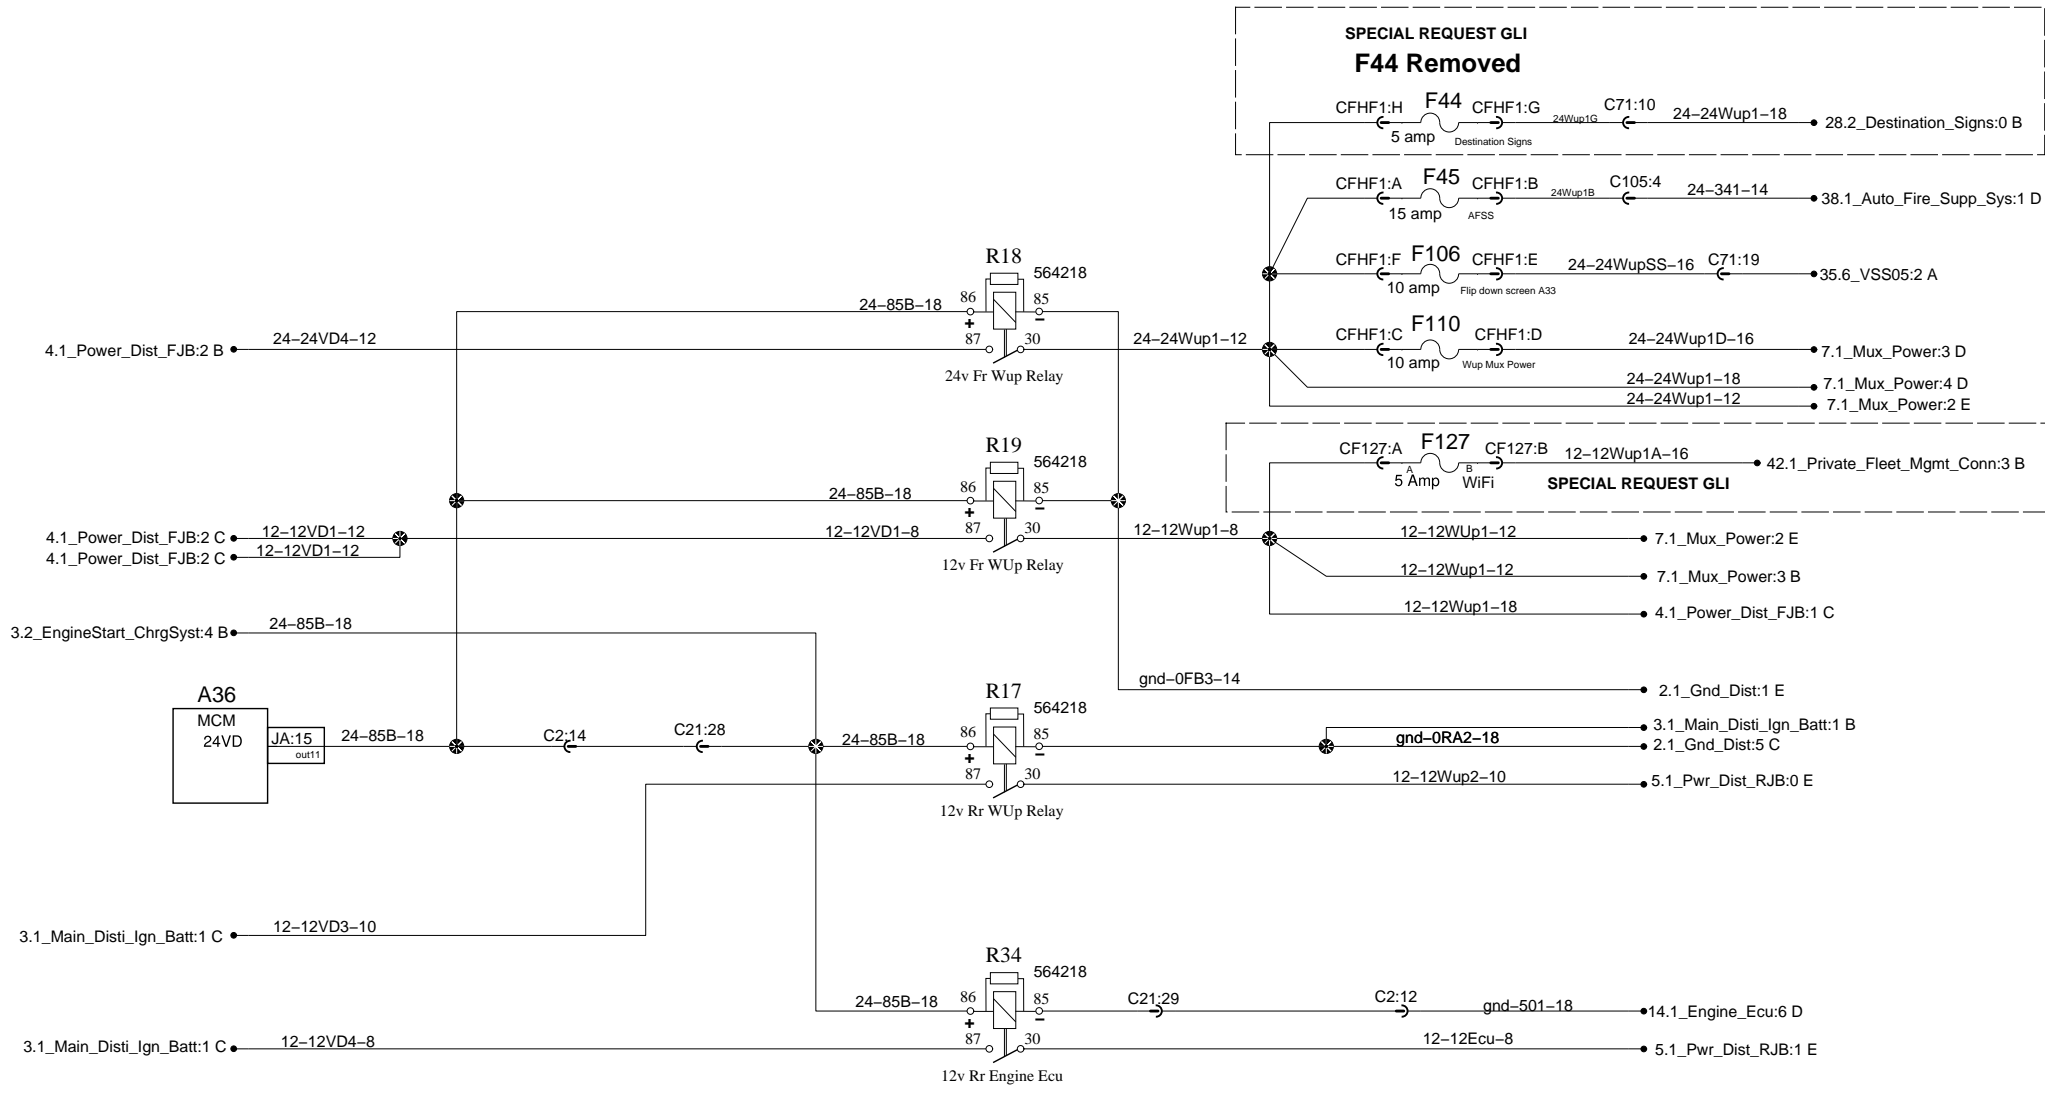 SPECIAL REQUEST GLI
F44 Removed
CFHF1:H F44 CFHF1:G 24Wup1G C71:10 24-24Wup1-18 28.2_Destination_Signs:0 B
5 amp Destination Signs
CFHF1:A F45 CFHF1:B 24Wup1B C105:4 24-341-14 38.1_Auto_Fire_Supp_Sys:1 D
15 amp AFSS
CFHF1:F F106 CFHF1:E 24-24WupSS-16 C71:19 35.6_VSS05:2 A
10 amp Flip down screen A33
R18
564218
24-85B-18 86 85
+ –
4.1_Power_Dist_FJB:2 B 24-24VD4-12 87 30 24-24Wup1-12
24v Fr Wup Relay
CFHF1:C F110 CFHF1:D 24-24Wup1D-16 7.1_Mux_Power:3 D
10 amp Wup Mux Power
24-24Wup1-18 7.1_Mux_Power:4 D
24-24Wup1-12 7.1_Mux_Power:2 E
CF127:A F127 CF127:B 12-12Wup1A-16 42.1_Private_Fleet_Mgmt_Conn:3 B
A B
5 Amp WiFi SPECIAL REQUEST GLI
R19
564218
24-85B-18 86 85
+ –
4.1_Power_Dist_FJB:2 C 12-12VD1-12 12-12VD1-8 87 30 12-12Wup1-8 12-12WUp1-12 7.1_Mux_Power:2 E
4.1_Power_Dist_FJB:2 C 12-12VD1-12
12v Fr WUp Relay
12-12Wup1-12 7.1_Mux_Power:3 B
12-12Wup1-18 4.1_Power_Dist_FJB:1 C
3.2_EngineStart_ChrgSyst:4 B 24-85B-18
gnd-0FB3-14 2.1_Gnd_Dist:1 E
A36
MCM
24VD
JA:15
out11
24-85B-18 C2:14 C21:28 24-85B-18
R17
564218
86 85
+ –
3.1_Main_Disti_Ign_Batt:1 B
gnd-0RA2-18 2.1_Gnd_Dist:5 C
87 30 12-12Wup2-10 5.1_Pwr_Dist_RJB:0 E
12v Rr WUp Relay
3.1_Main_Disti_Ign_Batt:1 C 12-12VD3-10
R34
564218
24-85B-18 86 85 C21:29 C2:12 gnd-501-18 14.1_Engine_Ecu:6 D
+ –
3.1_Main_Disti_Ign_Batt:1 C 12-12VD4-8 87 30 12-12Ecu-8 5.1_Pwr_Dist_RJB:1 E
12v Rr Engine Ecu